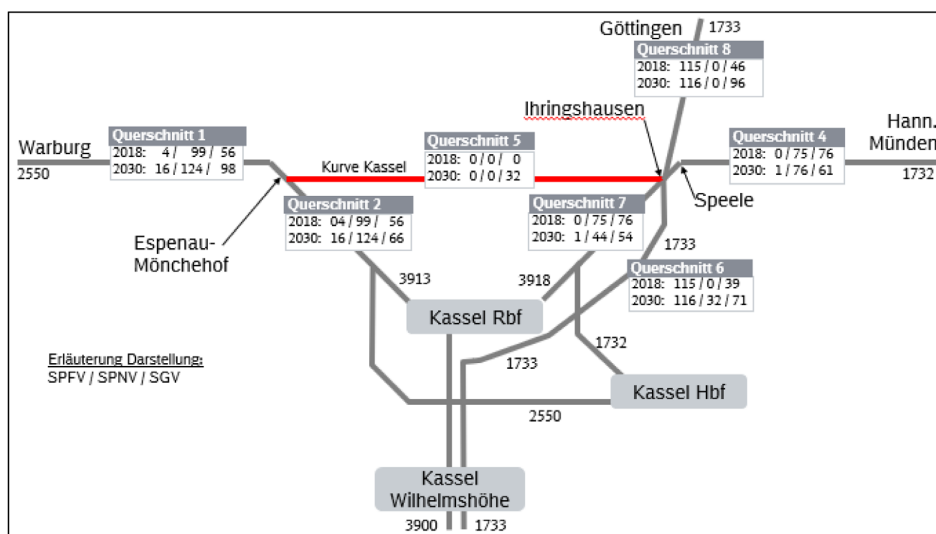 Göttingen
1733
Querschnitt 8
2018: 115 / 0 / 46
2030: 116 / 0 / 96
Ihringshausen
Warburg
2550
Querschnitt 1
2018: 4 / 99 / 56
2030: 16 / 124 / 98
Kurve Kassel
Querschnitt 5
2018: 0 / 0 / 0
2030: 0 / 0 / 32
Querschnitt 4
2018: 0 / 75 / 76
2030: 1 / 76 / 61
Hann.
Münden
1732
Querschnitt 2
2018: 04 / 99 / 56
2030: 16 / 124 / 66
Querschnitt 7
2018: 0 / 75 / 76
2030: 1 / 44 / 54
Speele
Espenau-
Mönchehof
1733
Querschnitt 6
2018: 115 / 0 / 39
2030: 116 / 32 / 71
3913
3918
Kassel Rbf
Erläuterung Darstellung:
SPFV / SPNV / SGV
1733
1732
Kassel Hbf
2550
Kassel
Wilhelmshöhe
3900
1733